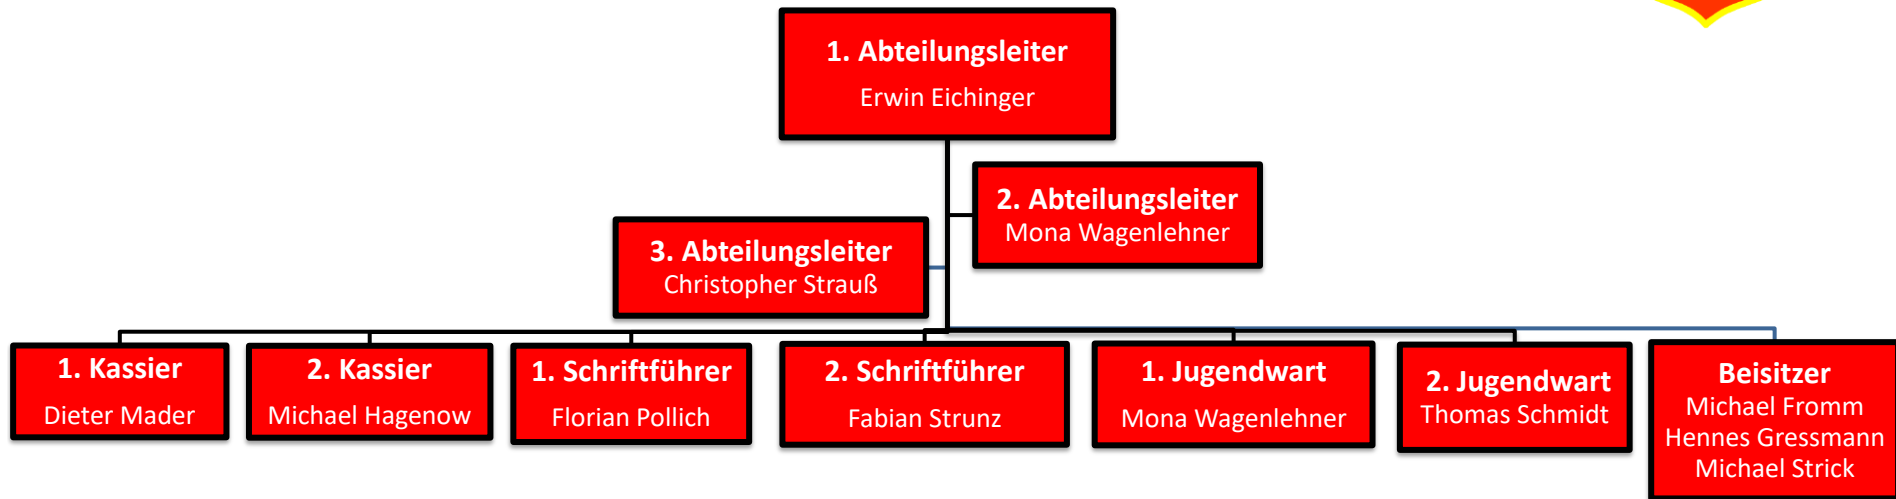 1. Abteilungsleiter
Erwin Eichinger
2. Abteilungsleiter
Mona Wagenlehner
3. Abteilungsleiter
Christopher Strauß
1. Kassier
Dieter Mader
2. Kassier
Michael Hagenow
1. Schriftführer
Florian Pollich
2. Schriftführer
Fabian Strunz
1. Jugendwart
Mona Wagenlehner
2. Jugendwart
Thomas Schmidt
Beisitzer
Michael Fromm
Hennes Gressmann
Michael Strick